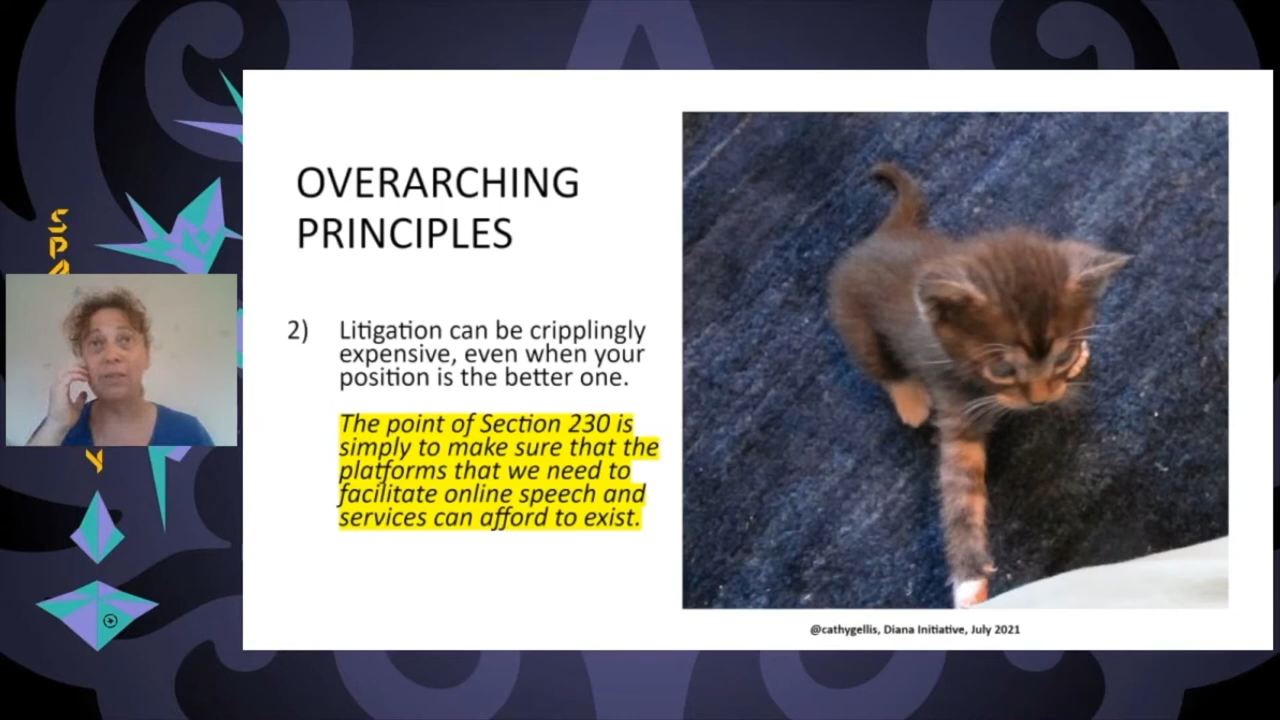 OVERARCHING
PRINCIPLES
2) Litigation can be cripplingly
expensive, even when your
position is the better one.
The point of Section 230 is
simply to make sure that the
platforms that we need to
facilitate online speech and
services can afford to exist.
@cathygellis, Diana Initiative, July 2021